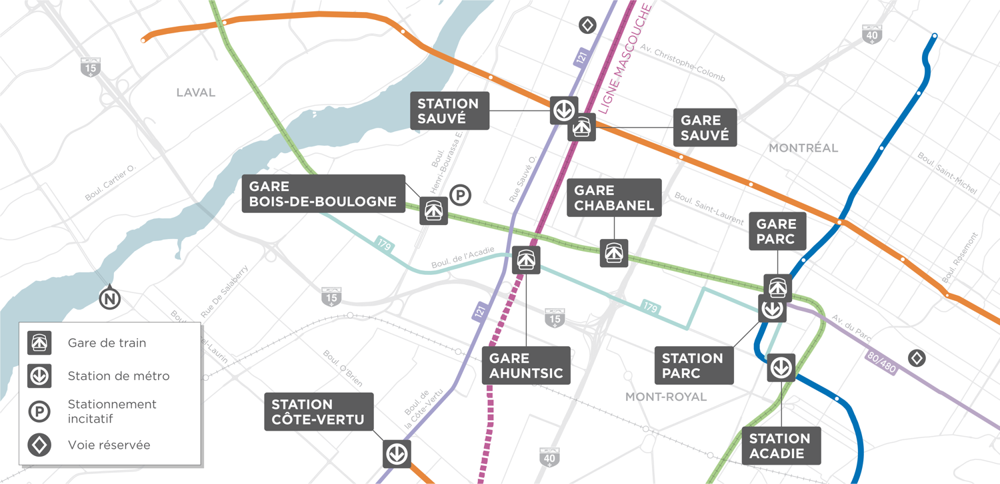 LIGNE MASCOUCHE
121
40
Av. Christophe-Colomb
15
LAVAL
STATION
SAUVÉ
GARE
SAUVÉ
MONTRÉAL
Boul.
Henri-Bourassa E.
Rue Sauvé O.
Boul. Saint-Michel
Boul. Cartier O.
GARE
BOIS-DE-BOULOGNE
P
GARE
CHABANEL
Boul. Saint-Laurent
GARE
PARC
179
Boul. de l'Acadie
Boul. Rosemont
Rue De Salaberry
N
15
121
15
179
Av. du Parc
80/480
GARE
AHUNTSIC
STATION
PARC
Boul. O'Brien
Boul. de
la Côte-Vertu
MONT-ROYAL
STATION
CÔTE-VERTU
STATION
ACADIE
40
Gare de train
Station de métro
P
Stationnement
incitatif
Voie réservée